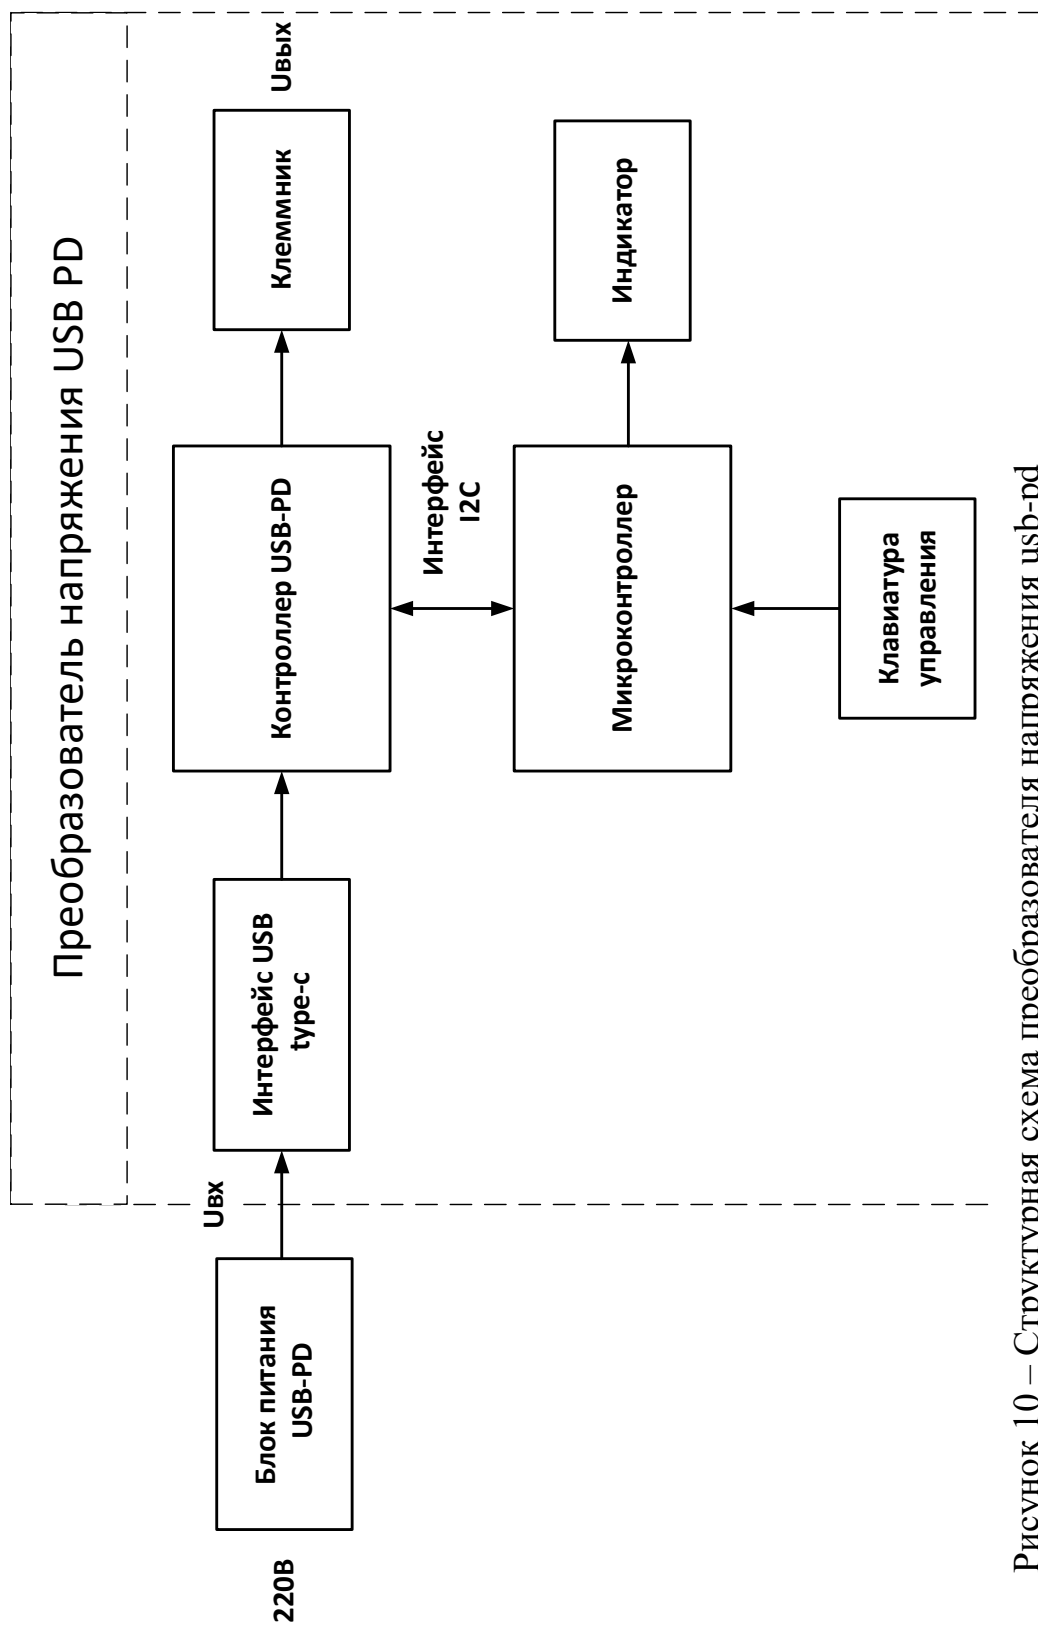 Преобразователь напряжения USB PD
220В
Блок питания
USB-PD
Uвх
Интерфейс USB
type-c
Контроллер USB-PD
Клеммник
Uвых
Интерфейс
I2C
Микроконтроллер
Индикатор
Клавиатура
управления
Рисунок 10 – Структурная схема преобразователя напряжения usb-pd